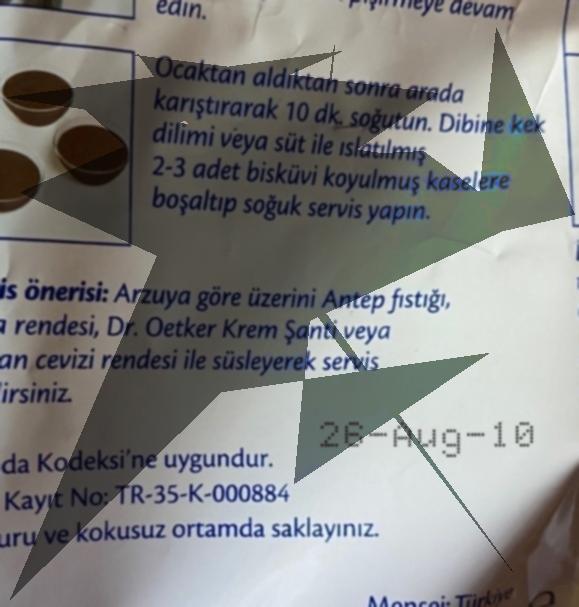 edin.
pişirmeye devam
Ocaktan aldıktan sonra arada
karıştırarak 10 dk. soğutun. Dibine kek
dilimi veya süt ile ıslatılmış
2-3 adet bisküvi koyulmuş kaselere
boşaltıp soğuk servis yapın.
is önerisi: Arzuya göre üzerini Antep fıstığı,
a rendesi, Dr. Oetker Krem Şanti veya
an cevizi rendesi ile süsleyerek servis
lirsiniz.
26-Aug-10
da Kodeksi'ne uygundur.
Kayıt No: TR-35-K-000884
uru ve kokusuz ortamda saklayınız.
Menşei: Türkiye